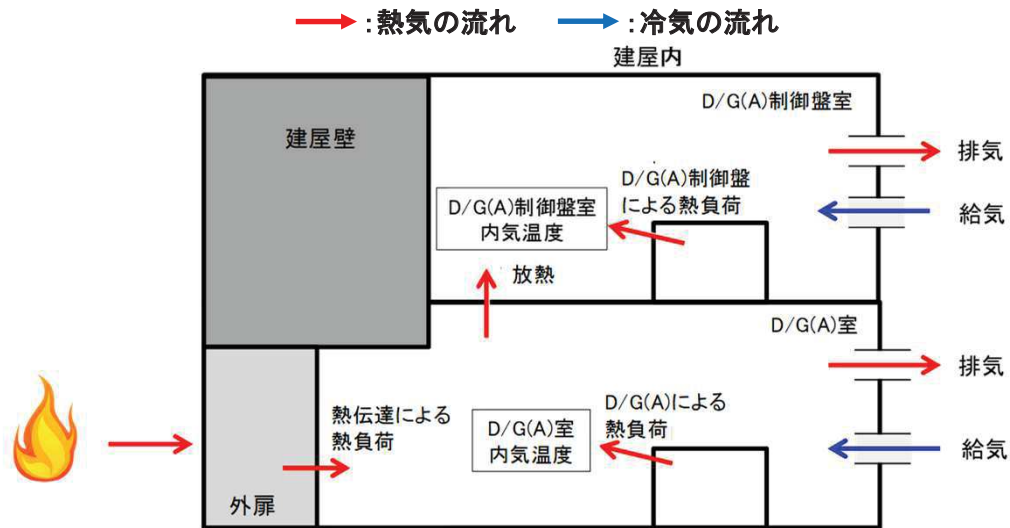 :熱気の流れ
:冷気の流れ
建屋内
D/G(A)制御盤室
建屋壁
排気
D/G(A)制御盤
による熱負荷
D/G(A)制御盤室
内気温度
給気
放熱
D/G(A)室
排気
熱伝達による
熱負荷
D/G(A)による
熱負荷
D/G(A)室
内気温度
給気
外扉